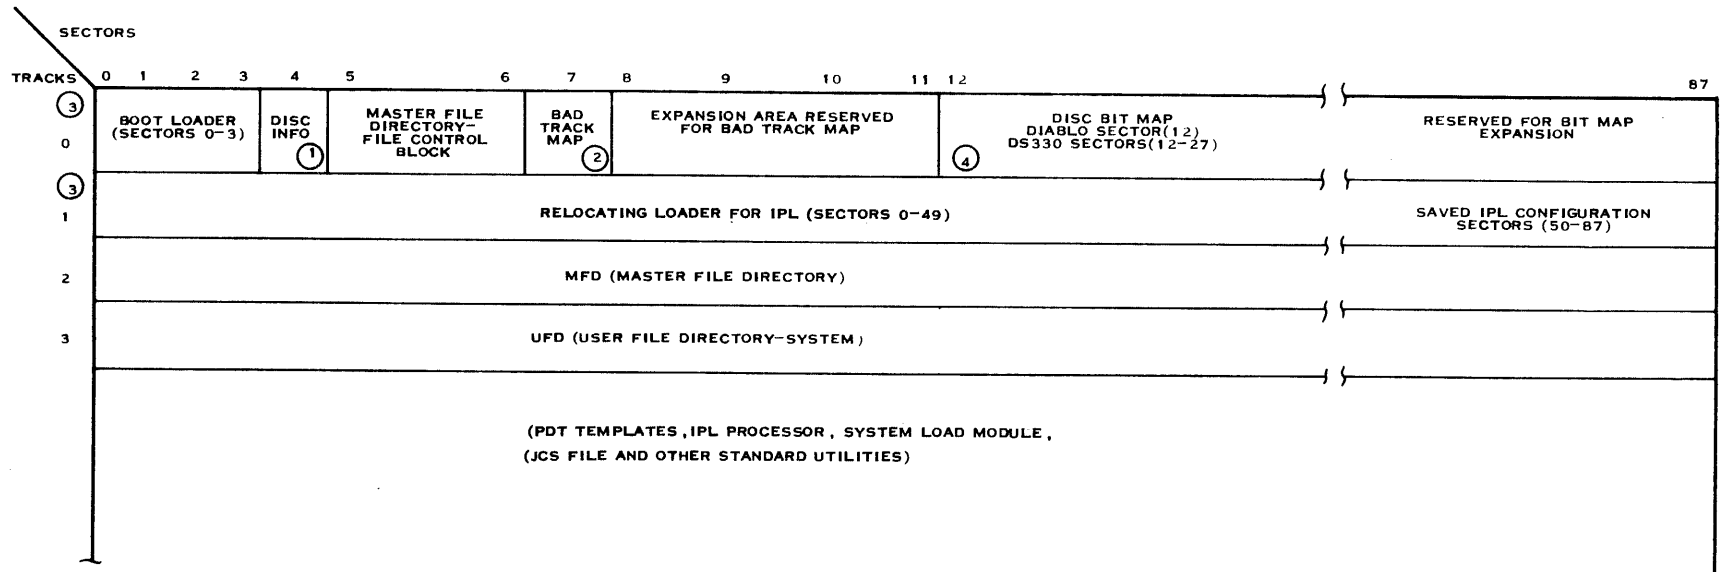 SECTORS
TRACKS 0 1 2 3 4 5 6 7 8 9 10 11 12 87
3
0
BOOT LOADER
(SECTORS 0-3)
DISC
INFO
1
MASTER FILE
DIRECTORY-
FILE CONTROL
BLOCK
BAD
TRACK
MAP
2
EXPANSION AREA RESERVED
FOR BAD TRACK MAP
DISC BIT MAP
DIABLO SECTOR(12)
DS330 SECTORS(12-27)
4
RESERVED FOR BIT MAP
EXPANSION
3
1
RELOCATING LOADER FOR IPL (SECTORS 0-49)
SAVED IPL CONFIGURATION
SECTORS (50-87)
2
MFD (MASTER FILE DIRECTORY)
3
UFD (USER FILE DIRECTORY-SYSTEM)
(PDT TEMPLATES, IPL PROCESSOR, SYSTEM LOAD MODULE,
(JCS FILE AND OTHER STANDARD UTILITIES)